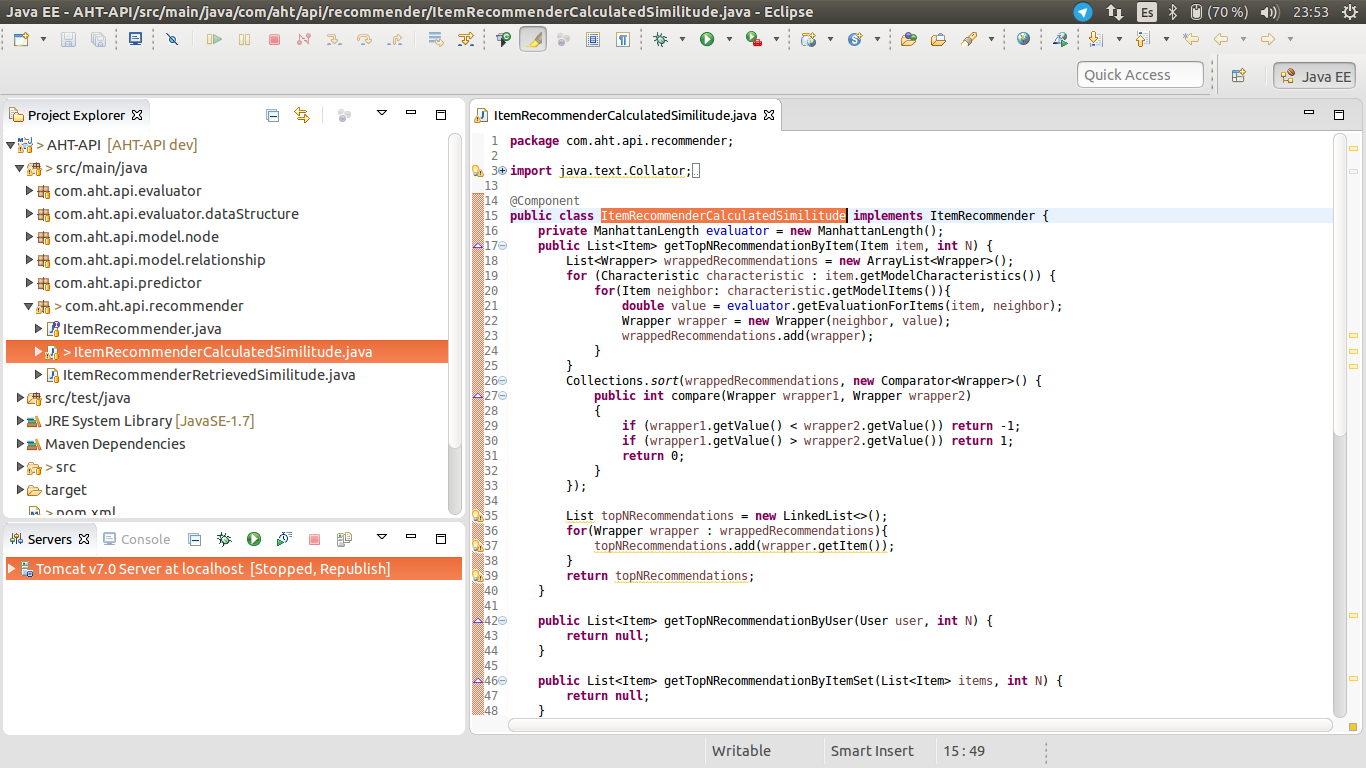 Java EE - AHT-API/src/main/java/com/aht/api/recommender/ItemRecommenderCalculatedSimilitude.java - Eclipse
Es
(70 %)
23:53
Quick Access
Java EE
Project Explorer
> AHT-API [AHT-API dev]
> src/main/java
com.aht.api.evaluator
com.aht.api.evaluator.dataStructure
com.aht.api.model.node
com.aht.api.model.relationship
com.aht.api.predictor
> com.aht.api.recommender
ItemRecommender.java
> ItemRecommenderCalculatedSimilitude.java
ItemRecommenderRetrievedSimilitude.java
src/test/java
JRE System Library [JavaSE-1.7]
Maven Dependencies
> src
target
> pom.xml
Servers
Console
Tomcat v7.0 Server at localhost [Stopped, Republish]
ItemRecommenderCalculatedSimilitude.java
1 package com.aht.api.recommender;
2
3 import java.text.Collator;
13
14 @Component
15 public class ItemRecommenderCalculatedSimilitude implements ItemRecommender {
16 private ManhattanLength evaluator = new ManhattanLength();
17 public List<Item> getTopNRecommendationByItem(Item item, int N) {
18 List<Wrapper> wrappedRecommendations = new ArrayList<Wrapper>();
19 for (Characteristic characteristic : item.getModelCharacteristics()) {
20 for(Item neighbor: characteristic.getModelItems()){
21 double value = evaluator.getEvaluationForItems(item, neighbor);
22 Wrapper wrapper = new Wrapper(neighbor, value);
23 wrappedRecommendations.add(wrapper);
24 }
25 }
26 Collections.sort(wrappedRecommendations, new Comparator<Wrapper>() {
27 public int compare(Wrapper wrapper1, Wrapper wrapper2)
28 {
29 if (wrapper1.getValue() < wrapper2.getValue()) return -1;
30 if (wrapper1.getValue() > wrapper2.getValue()) return 1;
31 return 0;
32 }
33 });
34
35 List topNRecommendations = new LinkedList<>();
36 for(Wrapper wrapper : wrappedRecommendations){
37 topNRecommendations.add(wrapper.getItem());
38 }
39 return topNRecommendations;
40 }
41
42 public List<Item> getTopNRecommendationByUser(User user, int N) {
43 return null;
44 }
45
46 public List<Item> getTopNRecommendationByItemSet(List<Item> items, int N) {
47 return null;
48 }
Writable
Smart Insert
15 : 49